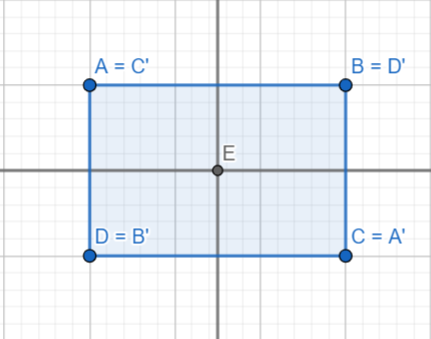 A = C'
B = D'
E
D = B'
C = A'